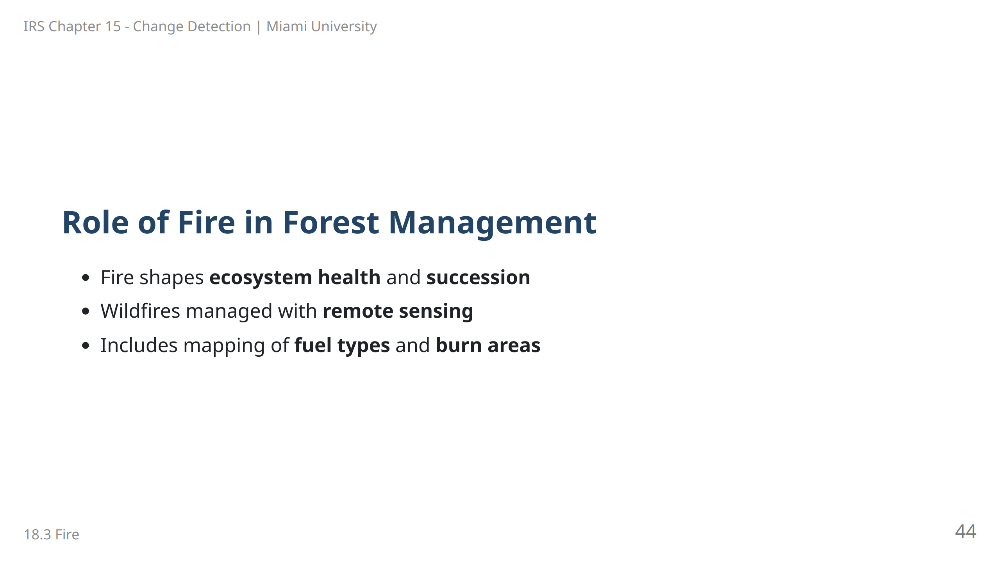 IRS Chapter 15 - Change Detection | Miami University
Role of Fire in Forest Management
• Fire shapes ecosystem health and succession
• Wildfires managed with remote sensing
• Includes mapping of fuel types and burn areas
18.3 Fire
44